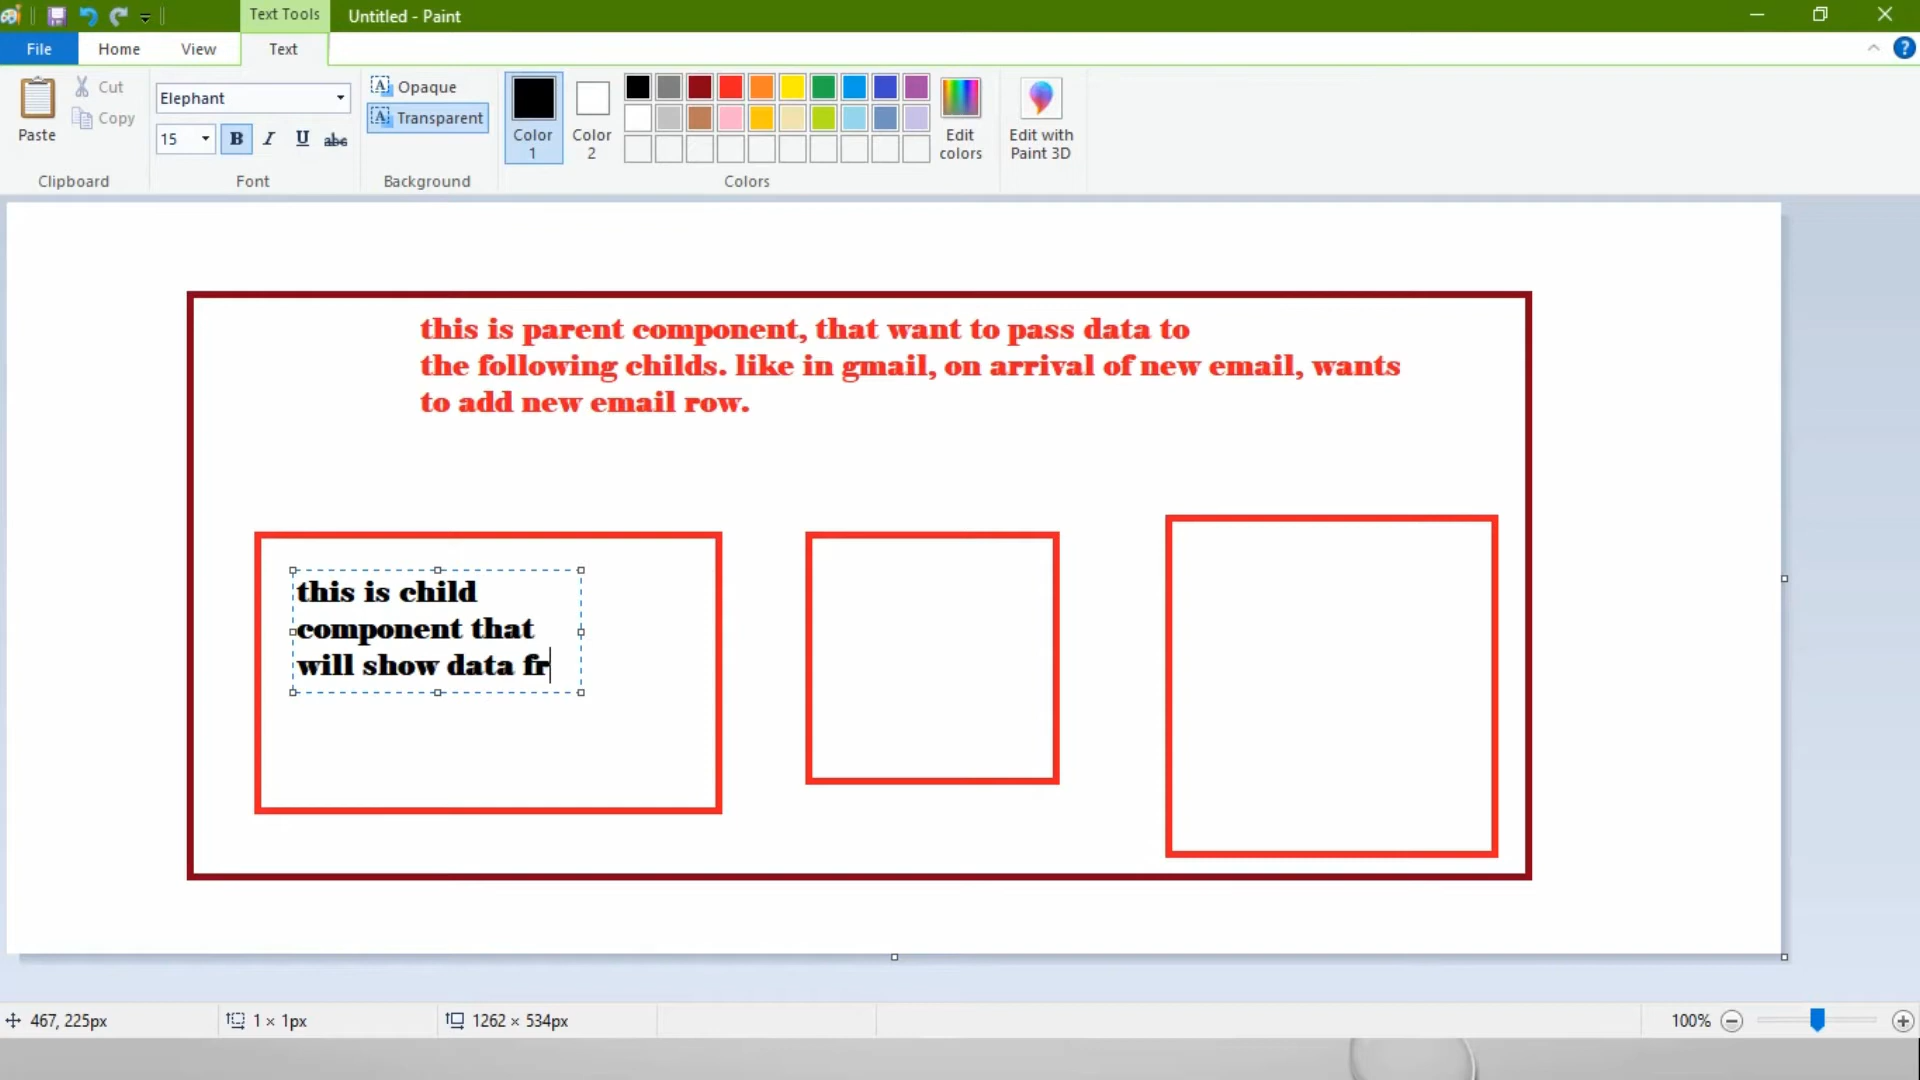 Text Tools
Untitled - Paint
File
Home
View
Text
Paste
Cut
Copy
Clipboard
Elephant
15
B I U abc
Font
Opaque
Transparent
Background
Color 1
Color 2
Edit colors
Colors
Edit with Paint 3D
this is parent component, that want to pass data to
the following childs. like in gmail, on arrival of new email, wants
to add new email row.
this is child
component that
will show data fr
467, 225px
1 × 1px
1262 × 534px
100%